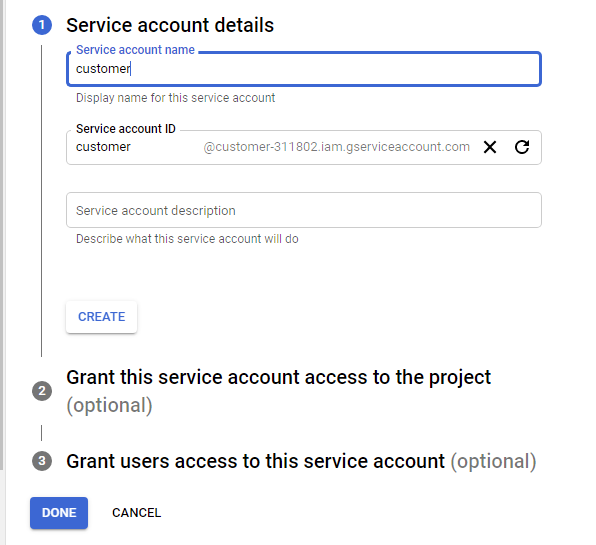 1 Service account details
Service account name
customer
Display name for this service account
Service account ID
customer @customer-311802.iam.gserviceaccount.com
Service account description
Describe what this service account will do
CREATE
2 Grant this service account access to the project
(optional)
3 Grant users access to this service account (optional)
DONE CANCEL